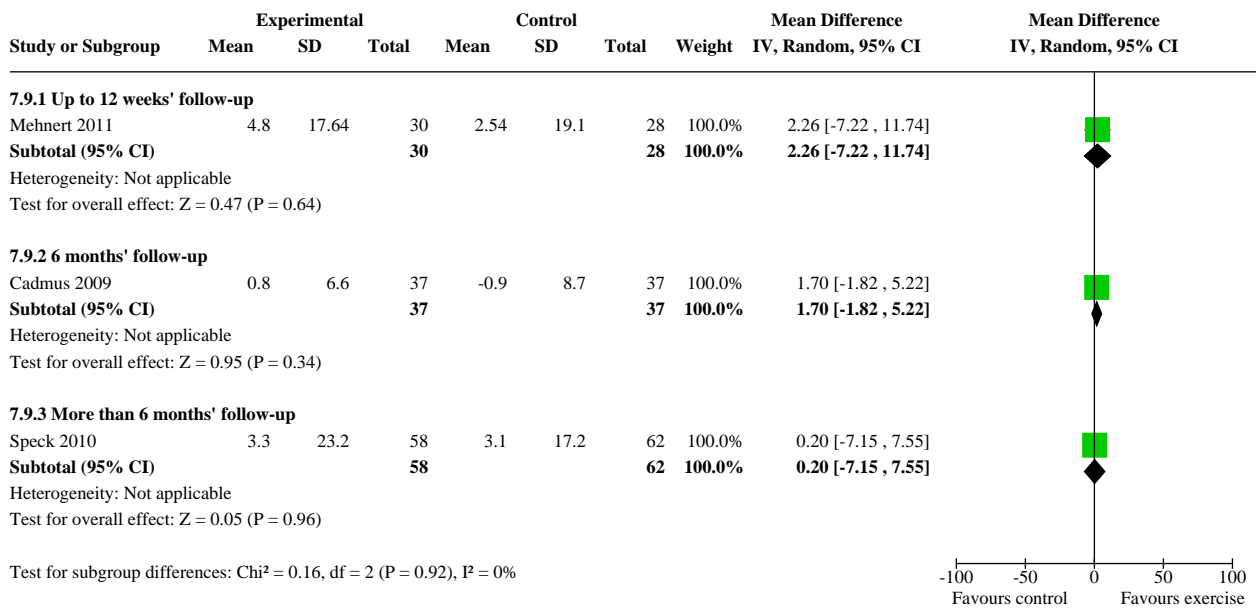 Experimental Control Mean Difference Mean Difference
Study or Subgroup Mean SD Total Mean SD Total Weight IV, Random, 95% CI IV, Random, 95% CI
7.9.1 Up to 12 weeks' follow-up
Mehnert 2011 4.8 17.64 30 2.54 19.1 28 100.0% 2.26 [-7.22 , 11.74]
Subtotal (95% CI) 30 28 100.0% 2.26 [-7.22 , 11.74]
Heterogeneity: Not applicable
Test for overall effect: Z = 0.47 (P = 0.64)
7.9.2 6 months' follow-up
Cadmus 2009 0.8 6.6 37 -0.9 8.7 37 100.0% 1.70 [-1.82 , 5.22]
Subtotal (95% CI) 37 37 100.0% 1.70 [-1.82 , 5.22]
Heterogeneity: Not applicable
Test for overall effect: Z = 0.95 (P = 0.34)
7.9.3 More than 6 months' follow-up
Speck 2010 3.3 23.2 58 3.1 17.2 62 100.0% 0.20 [-7.15 , 7.55]
Subtotal (95% CI) 58 62 100.0% 0.20 [-7.15 , 7.55]
Heterogeneity: Not applicable
Test for overall effect: Z = 0.05 (P = 0.96)
Test for subgroup differences: Chi² = 0.16, df = 2 (P = 0.92), I² = 0%
-100 -50 0 50 100
Favours control Favours exercise